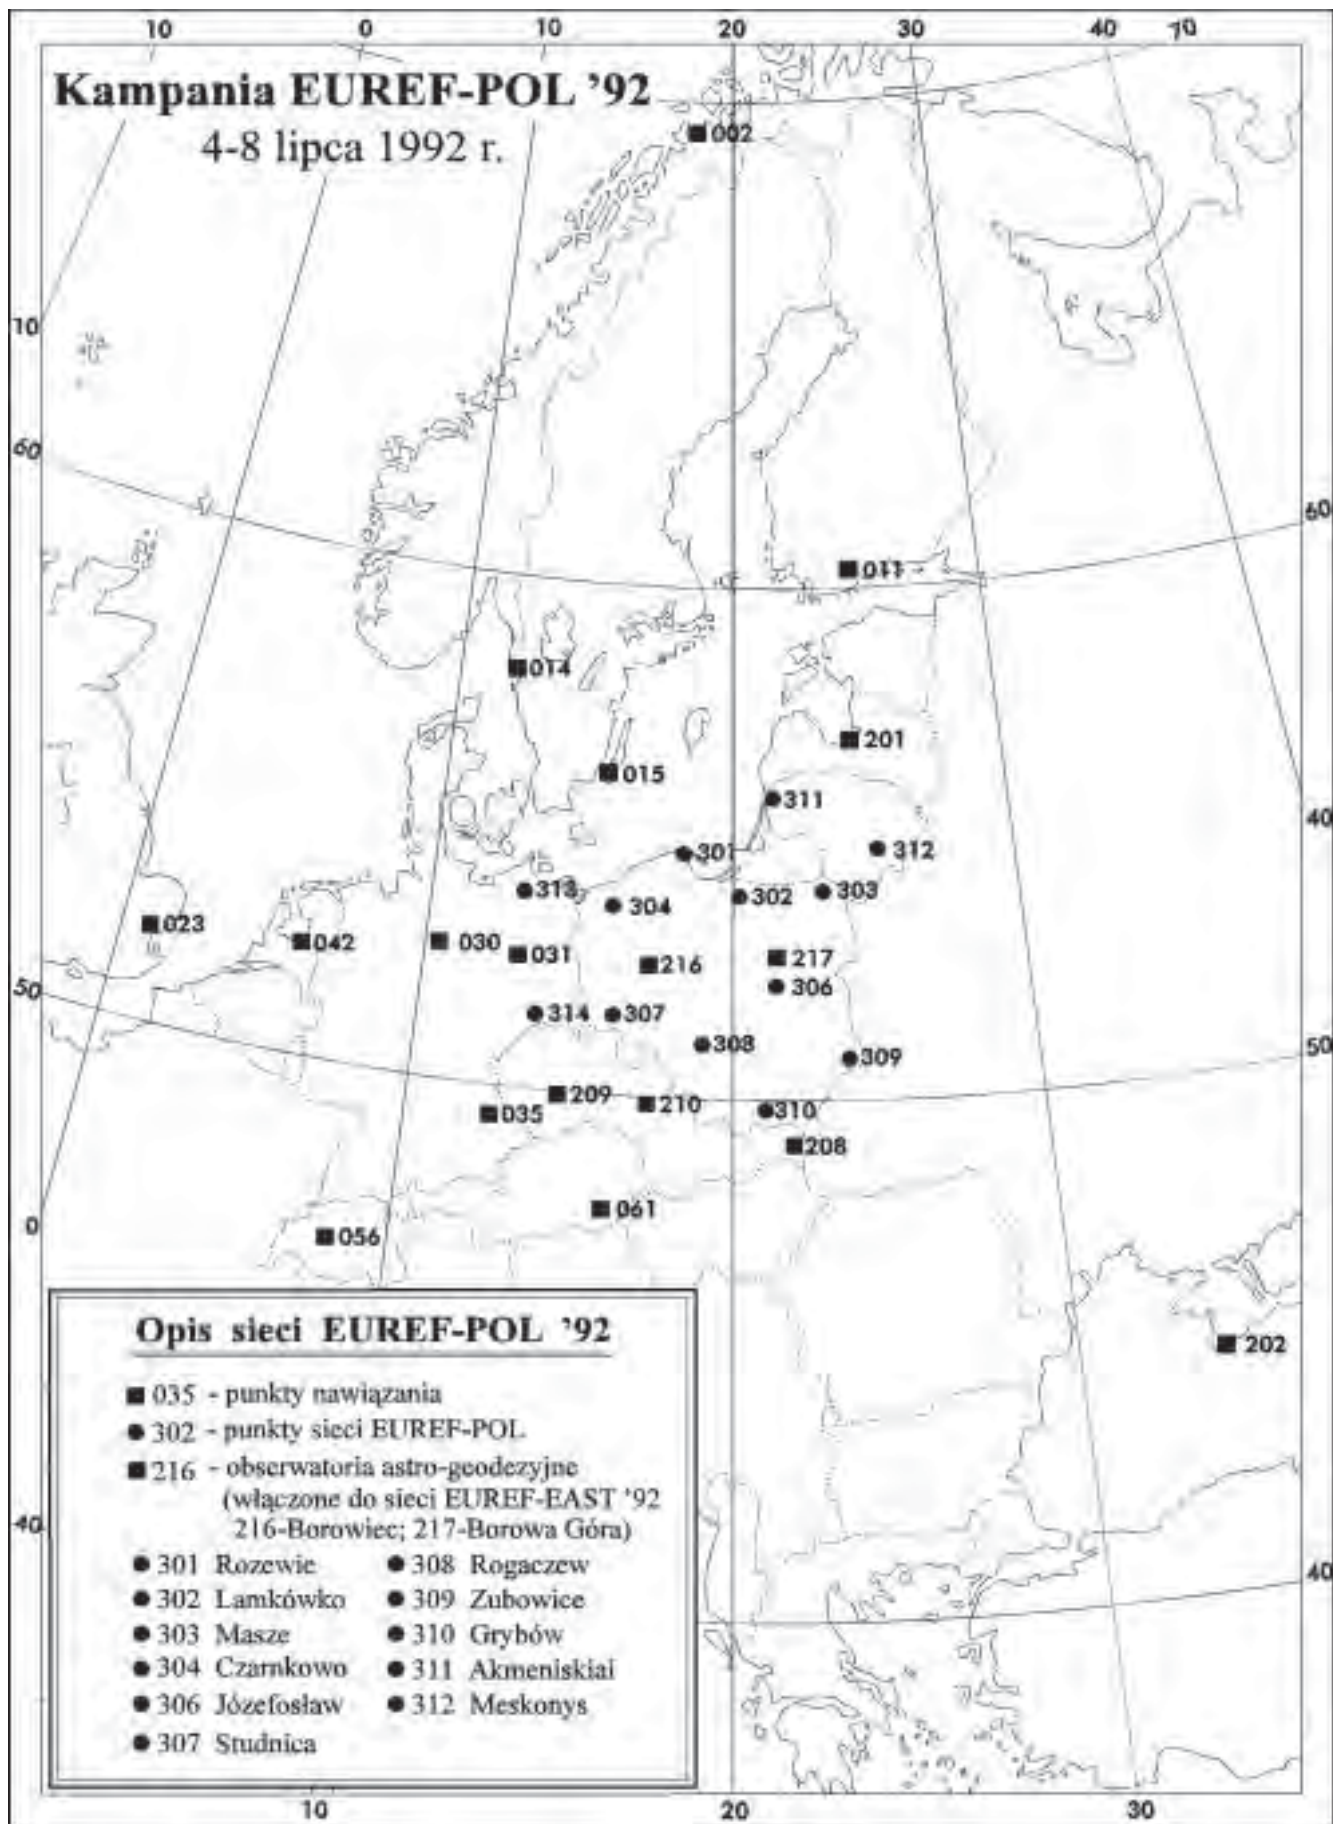 10 0 10 20 30 40 70
Kampania EUREF-POL ’92
4-8 lipca 1992 r.
002
10
60
60
011
014
201
015
40
311
301
312
313
304
302
303
023
042
030
031
216
217
50
306
314
307
308
309
50
209
210
035
310
208
061
0
056
202
Opis sieci EUREF-POL ’92
035 - punkty nawiązania
302 - punkty sieci EUREF-POL
216 - obserwatoria astro-geodezyjne
(włączone do sieci EUREF-EAST ’92
216-Borowiec; 217-Borowa Góra)
40
301 Rozewie
302 Lamkówko
303 Masze
304 Czarnkowo
306 Józefosław
307 Studnica
308 Rogaczew
309 Zubowice
310 Grybów
311 Akmeniskiai
312 Meskonys
40
10 20 30